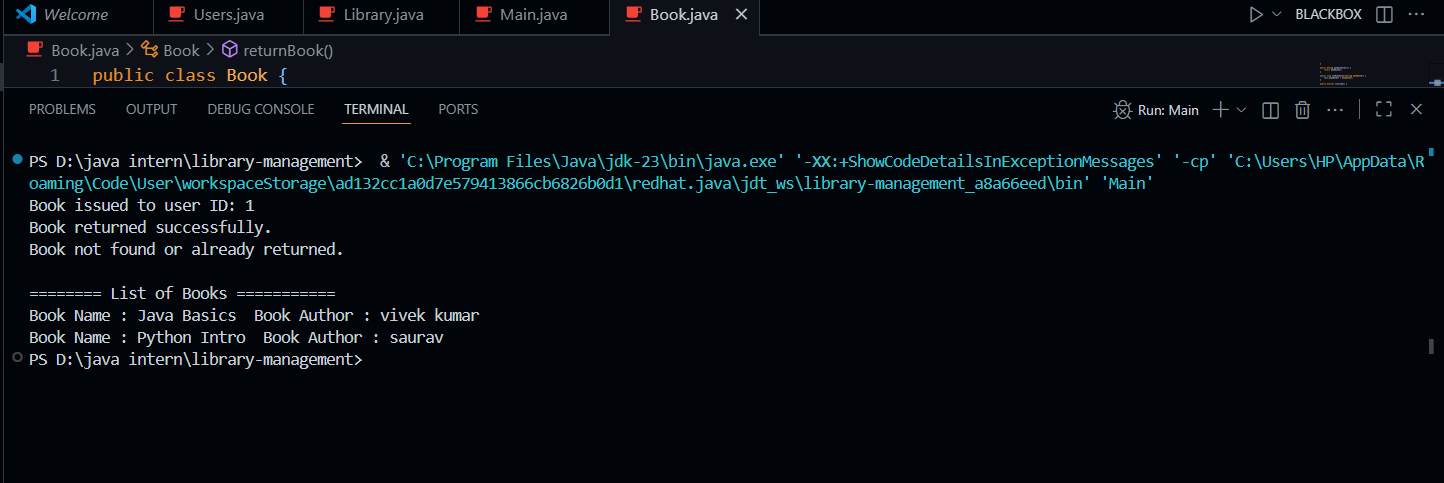 Welcome Users.java Library.java Main.java Book.java BLACKBOX
Book.java > Book > returnBook()
1 public class Book {
PROBLEMS OUTPUT DEBUG CONSOLE TERMINAL PORTS Run: Main
PS D:\java intern\library-management>  & 'C:\Program Files\Java\jdk-23\bin\java.exe' '-XX:+ShowCodeDetailsInExceptionMessages' '-cp' 'C:\Users\HP\AppData\R
oaming\Code\User\workspaceStorage\ad132cc1a0d7e579413866cb6826b0d1\redhat.java\jdt_ws\library-management_a8a66eed\bin' 'Main'
Book issued to user ID: 1
Book returned successfully.
Book not found or already returned.
======== List of Books ===========
Book Name : Java Basics  Book Author : vivek kumar
Book Name : Python Intro  Book Author : saurav
PS D:\java intern\library-management>